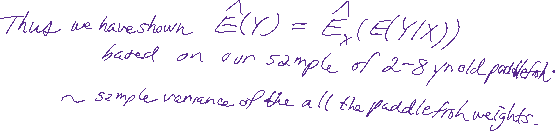 Thus we have shown Ê(Y) = Ê_x(E(Y/X))
based on our sample of 2-8 yr old paddlefish.
~ sample variance of the all the paddlefish weights.